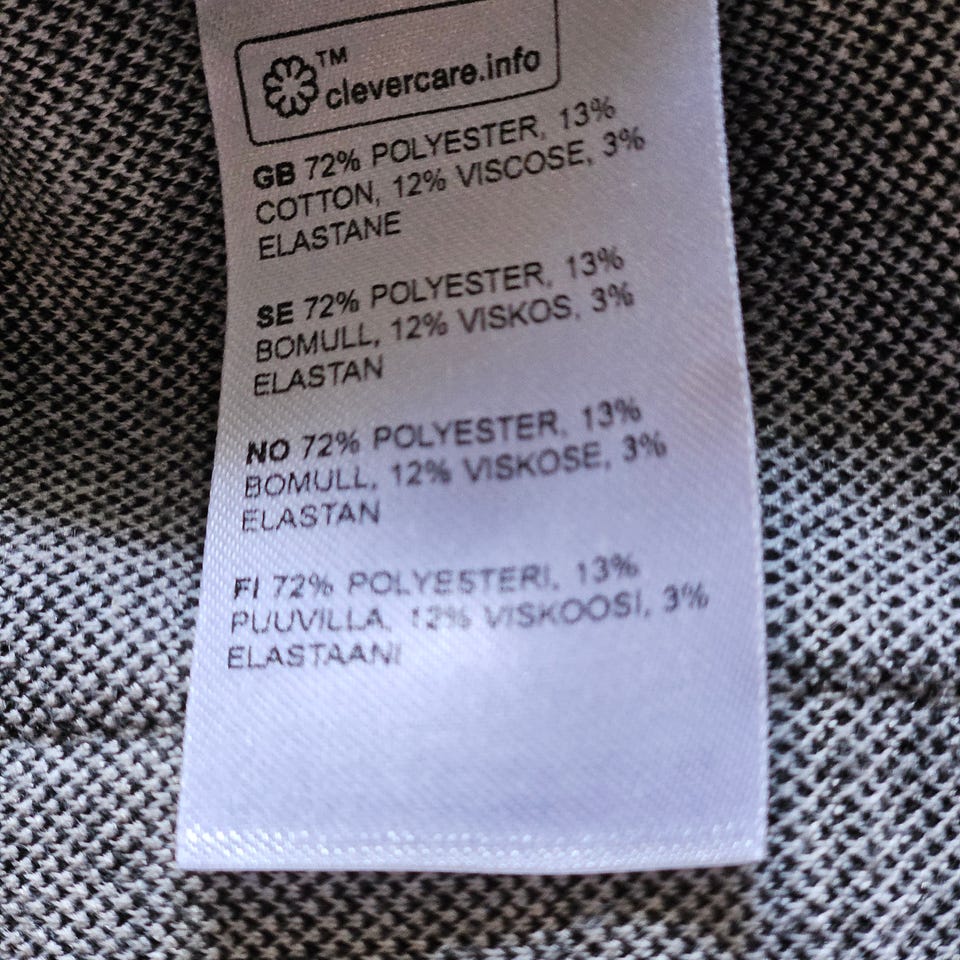 TM
clevercare.info
GB 72% POLYESTER, 13%
COTTON, 12% VISCOSE, 3%
ELASTANE
SE 72% POLYESTER, 13%
BOMULL, 12% VISKOS, 3%
ELASTAN
NO 72% POLYESTER, 13%
BOMULL, 12% VISKOSE, 3%
ELASTAN
FI 72% POLYESTERI, 13%
PUUVILLA, 12% VISKOOSI, 3%
ELASTAANI